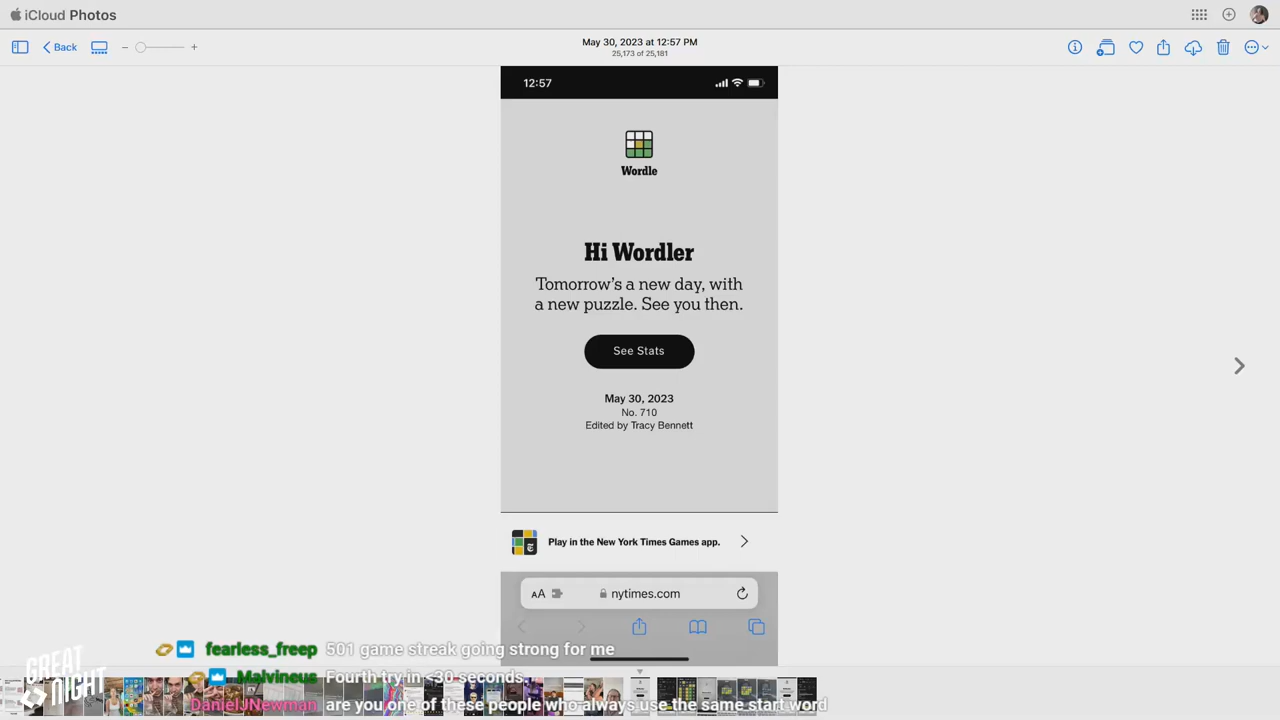 iCloud Photos
Back
May 30, 2023 at 12:57 PM
25,173 of 25,181
12:57
Wordle
Hi Wordler
Tomorrow's a new day, with
a new puzzle. See you then.
See Stats
May 30, 2023
No. 710
Edited by Tracy Bennett
Play in the New York Times Games app.
AA
nytimes.com
fearless_freep 501 game streak going strong for me
Malvineous Fourth try in <30 seconds.
DanielJNewman are you one of these people who always use the same start word
GREAT
NIGHT